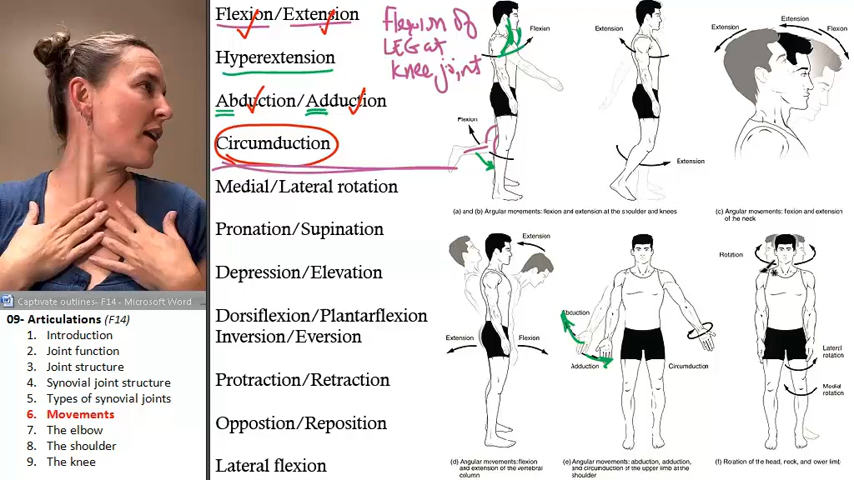 Flexion/Extension
Hyperextension
Abduction/Adduction
Circumduction
Medial/Lateral rotation
Pronation/Supination
Depression/Elevation
Dorsiflexion/Plantarflexion
Inversion/Eversion
Protraction/Retraction
Oppostion/Reposition
Lateral flexion
Flexion of
LEG at
knee joint
Flexion
Flexion
Extension
Extension
Extension
Flexion
(a) and (b) Angular movements: flexion and extension at the shoulder and knees
(c) Angular movements: flexion and extension
of the neck
Extension
Extension
Flexion
(d) Angular movements: flexion
and extension of the vertebral
column
Abduction
Adduction
Circumduction
(e) Angular movements: abduction, adduction,
and circumduction of the upper limb at the
shoulder
Rotation
Lateral
rotation
Medial
rotation
(f) Rotation of the head, neck, and lower limb
Captivate outlines- F14 - Microsoft Word
09- Articulations (F14)
1. Introduction
2. Joint function
3. Joint structure
4. Synovial joint structure
5. Types of synovial joints
6. Movements
7. The elbow
8. The shoulder
9. The knee